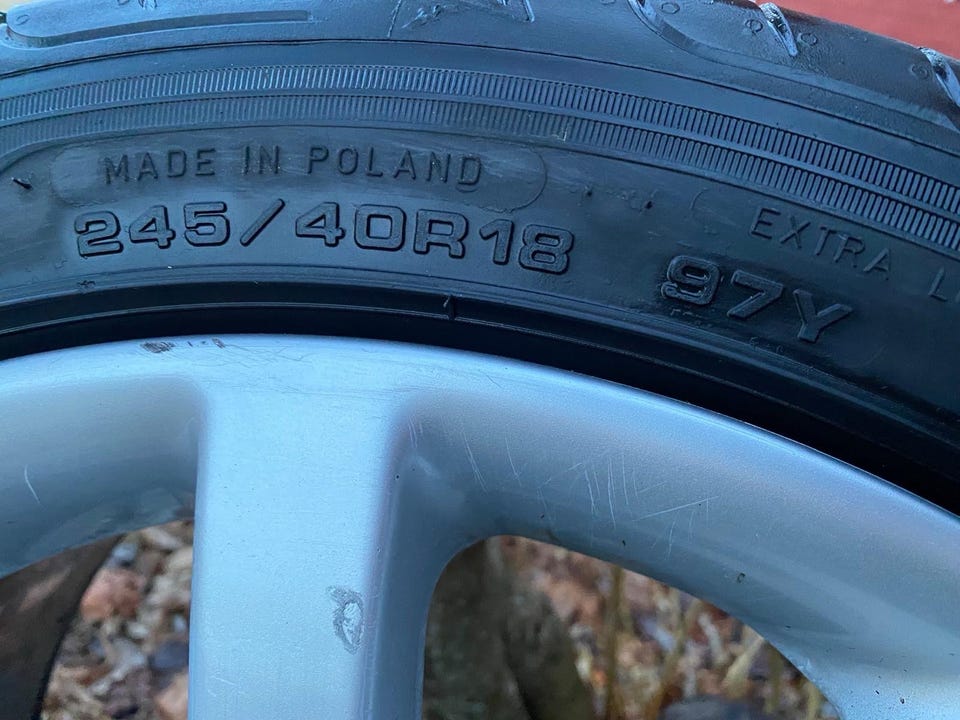 MADE IN POLAND
245/40R18
EXTRA L
97Y